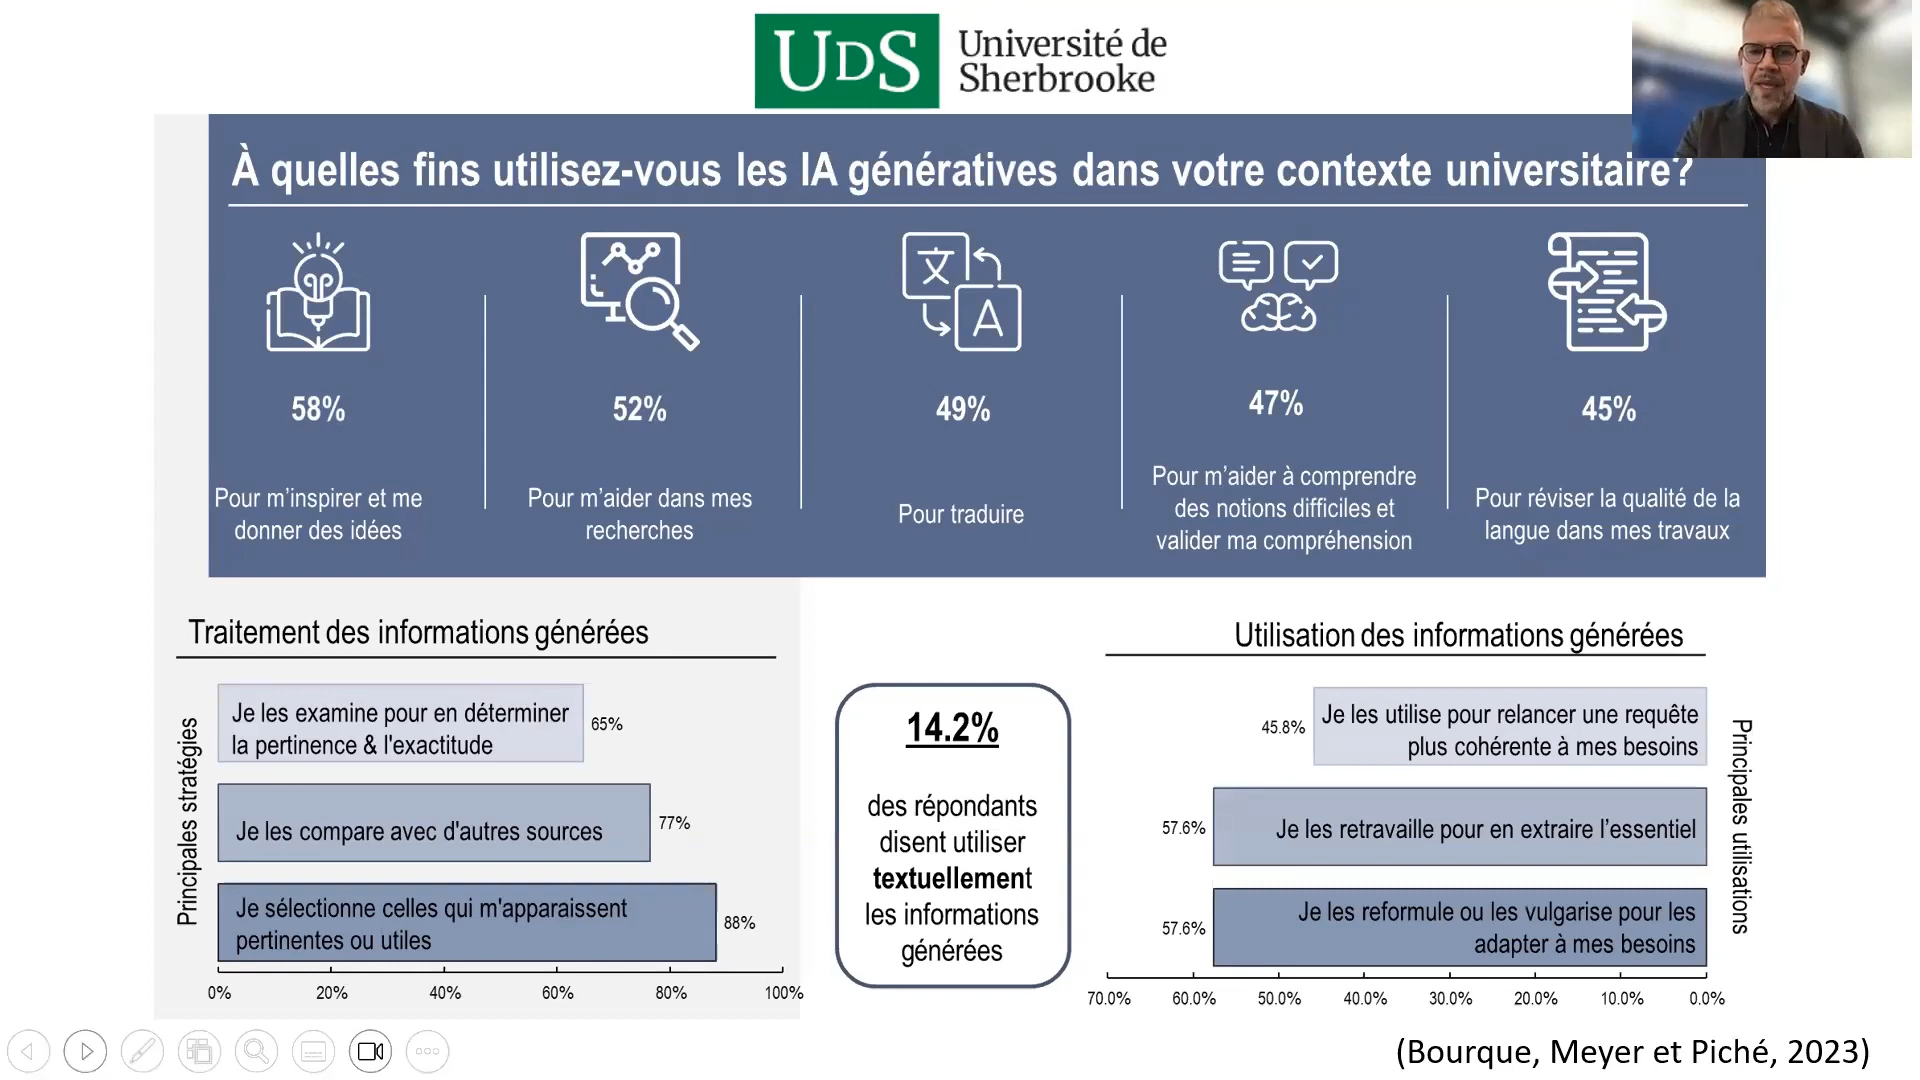 UDS Université de
Sherbrooke
À quelles fins utilisez-vous les IA génératives dans votre contexte universitaire?
文
A
58%
Pour m’inspirer et me
donner des idées
52%
Pour m’aider dans mes
recherches
49%
Pour traduire
47%
Pour m’aider à comprendre
des notions difficiles et
valider ma compréhension
45%
Pour réviser la qualité de la
langue dans mes travaux
Traitement des informations générées
Principales stratégies
Je les examine pour en déterminer
la pertinence & l'exactitude
65%
Je les compare avec d'autres sources
77%
Je sélectionne celles qui m'apparaissent
pertinentes ou utiles
88%
0% 20% 40% 60% 80% 100%
14.2%
des répondants
disent utiliser
textuellement
les informations
générées
Utilisation des informations générées
45.8%
Je les utilise pour relancer une requête
plus cohérente à mes besoins
57.6%
Je les retravaille pour en extraire l’essentiel
57.6%
Je les reformule ou les vulgarise pour les
adapter à mes besoins
Principales utilisations
70.0% 60.0% 50.0% 40.0% 30.0% 20.0% 10.0% 0.0%
(Bourque, Meyer et Piché, 2023)